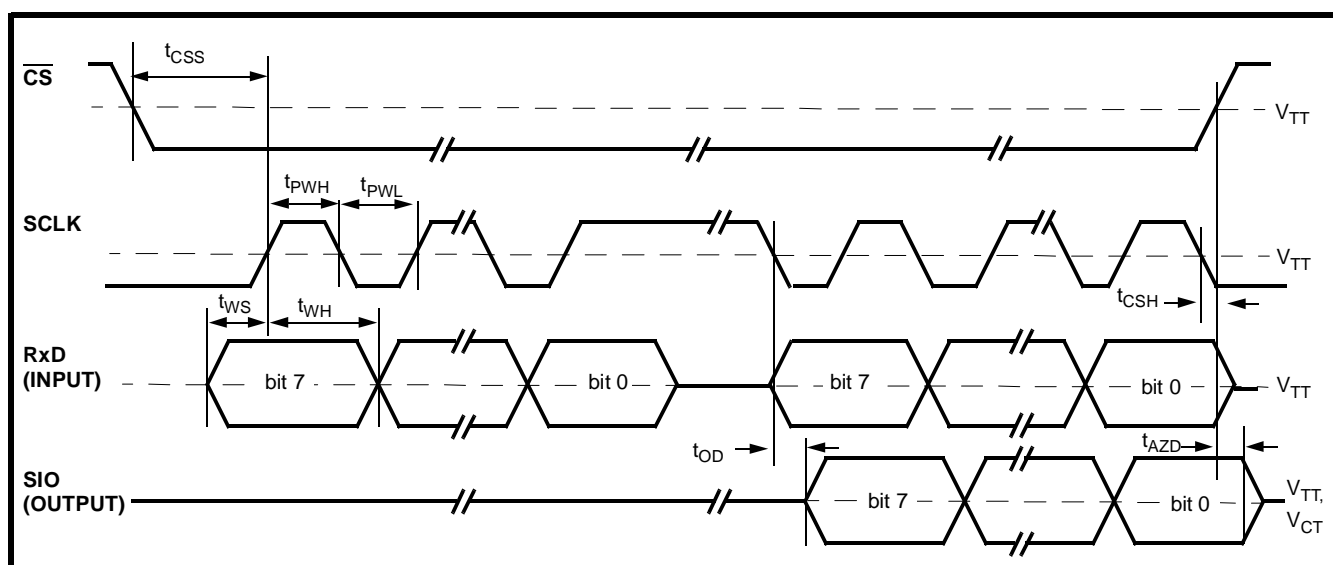 tCSS
CS
VTT
tPWH
tPWL
SCLK
VTT
tCSH
tWS
tWH
RxD
(INPUT)
bit 7
bit 0
bit 7
bit 0
VTT
tOD
tAZD
SIO
(OUTPUT)
bit 7
bit 0
VTT,
VCT